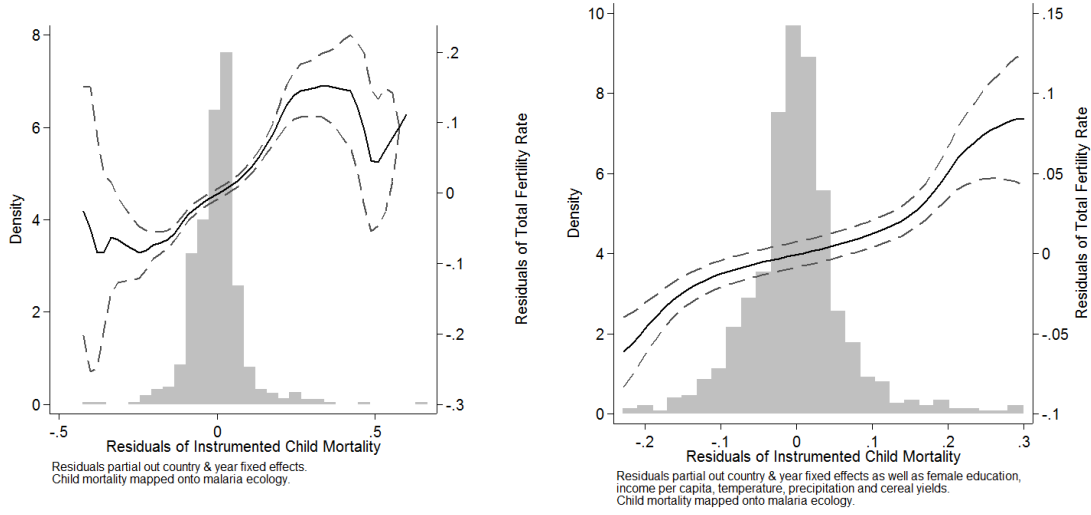 8
6
4
2
0
Density
.2
.1
0
-.1
-.2
-.3
Residuals of Total Fertility Rate
-.5
0
.5
Residuals of Instrumented Child Mortality
Residuals partial out country & year fixed effects.
Child mortality mapped onto malaria ecology.
10
8
6
4
2
0
Density
.15
.1
.05
0
-.05
-.1
Residuals of Total Fertility Rate
-.2
-.1
0
.1
.2
.3
Residuals of Instrumented Child Mortality
Residuals partial out country & year fixed effects as well as female education,
income per capita, temperature, precipitation and cereal yields.
Child mortality mapped onto malaria ecology.